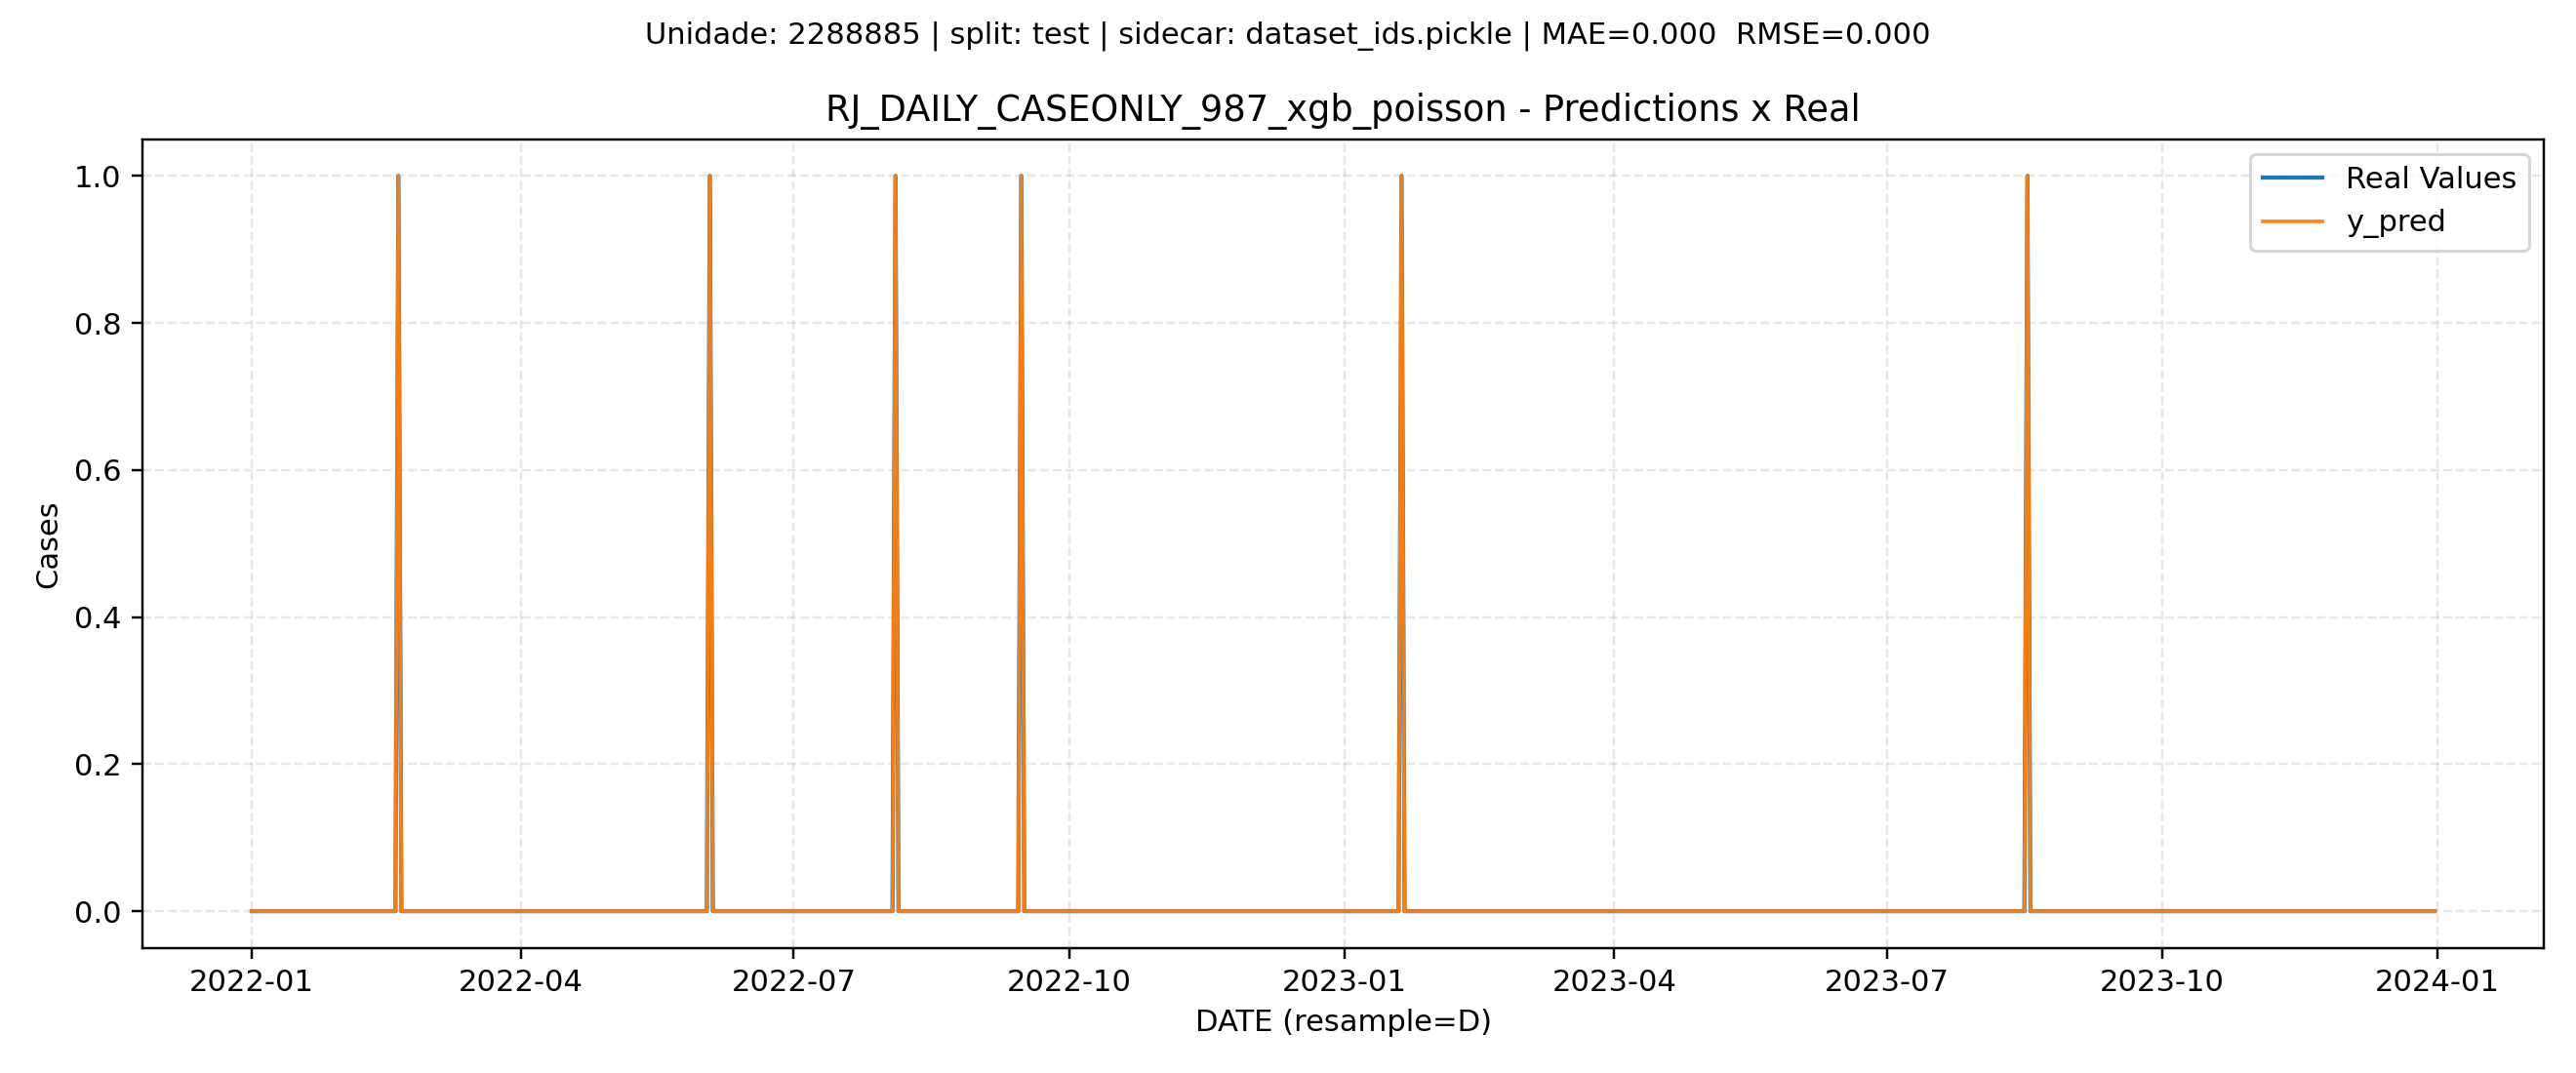 Unidade: 2288885 | split: test | sidecar: dataset_ids.pickle | MAE=0.000  RMSE=0.000
RJ_DAILY_CASEONLY_987_xgb_poisson - Predictions x Real
Real Values
y_pred
Cases
1.0
0.8
0.6
0.4
0.2
0.0
2022-01
2022-04
2022-07
2022-10
2023-01
2023-04
2023-07
2023-10
2024-01
DATE (resample=D)